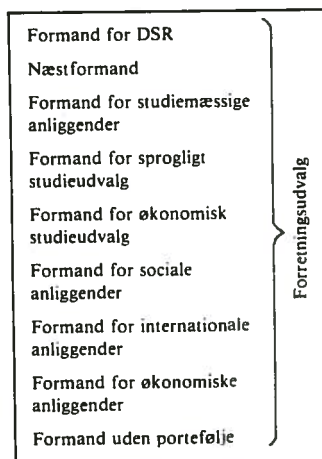 Formand for DSR
Næstformand
Formand for studiemæssige
anliggender
Formand for sprogligt
studieudvalg
Formand for økonomisk
studieudvalg
Formand for sociale
anliggender
Formand for internationale
anliggender
Formand for økonomiske
anliggender
Formand uden portefølje
Forretningsudvalg